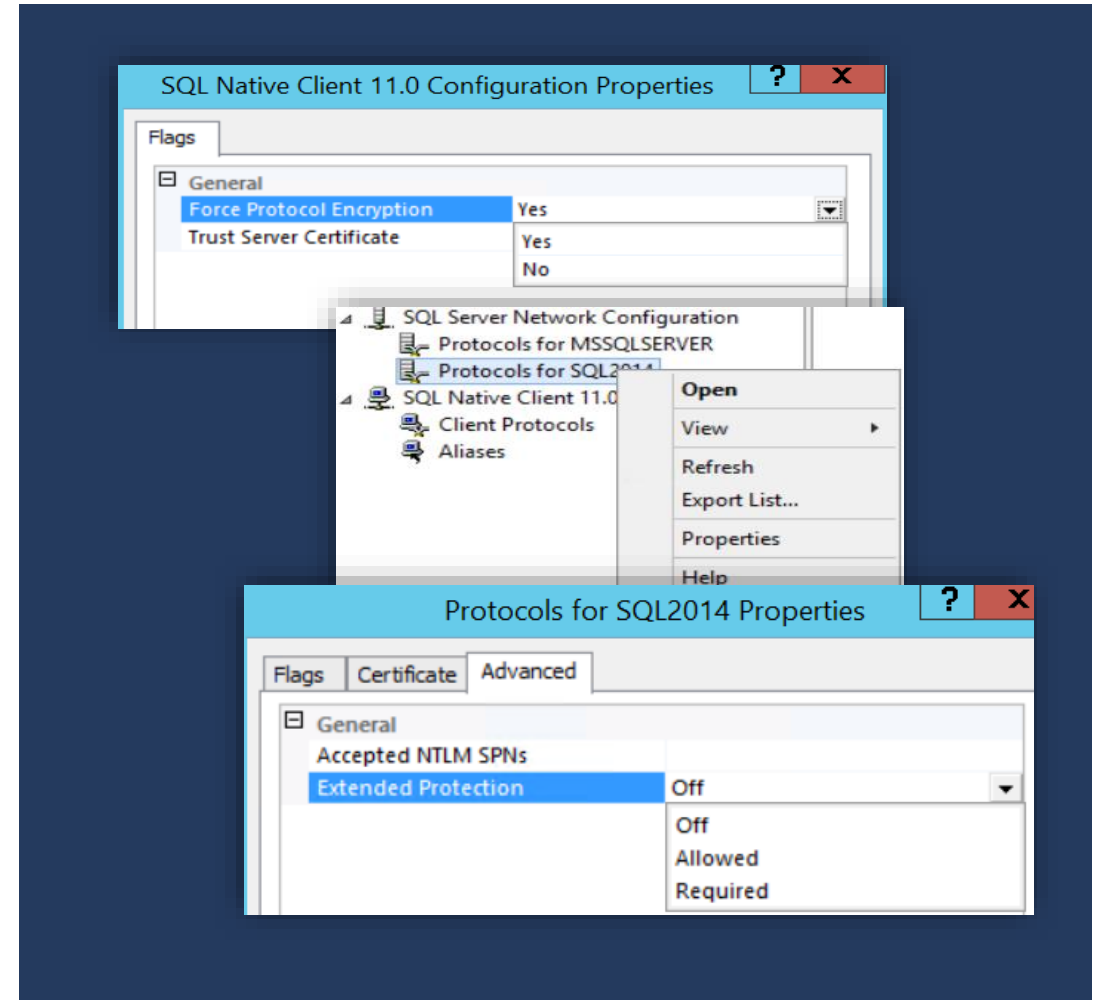 SQL Native Client 11.0 Configuration Properties ? X
Flags
General
Force Protocol Encryption Yes
Trust Server Certificate Yes
No
SQL Server Network Configuration
Protocols for MSSQLSERVER
Protocols for SQL2014
SQL Native Client 11.0
Client Protocols
Aliases
Open
View
Refresh
Export List...
Properties
Help
Protocols for SQL2014 Properties ? X
Flags Certificate Advanced
General
Accepted NTLM SPNs
Extended Protection Off
Off
Allowed
Required